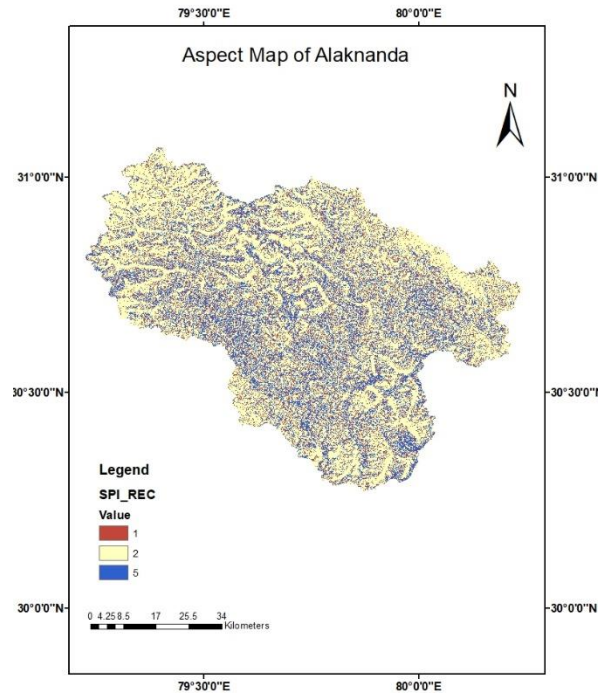 79°30'0"E 80°0'0"E
Aspect Map of Alaknanda
N
31°0'0"N 31°0'0"N
30°30'0"N 30°30'0"N
Legend
SPI_REC
Value
1
2
5
30°0'0"N 30°0'0"N
0 4.25 8.5 17 25.5 34
Kilometers
79°30'0"E 80°0'0"E